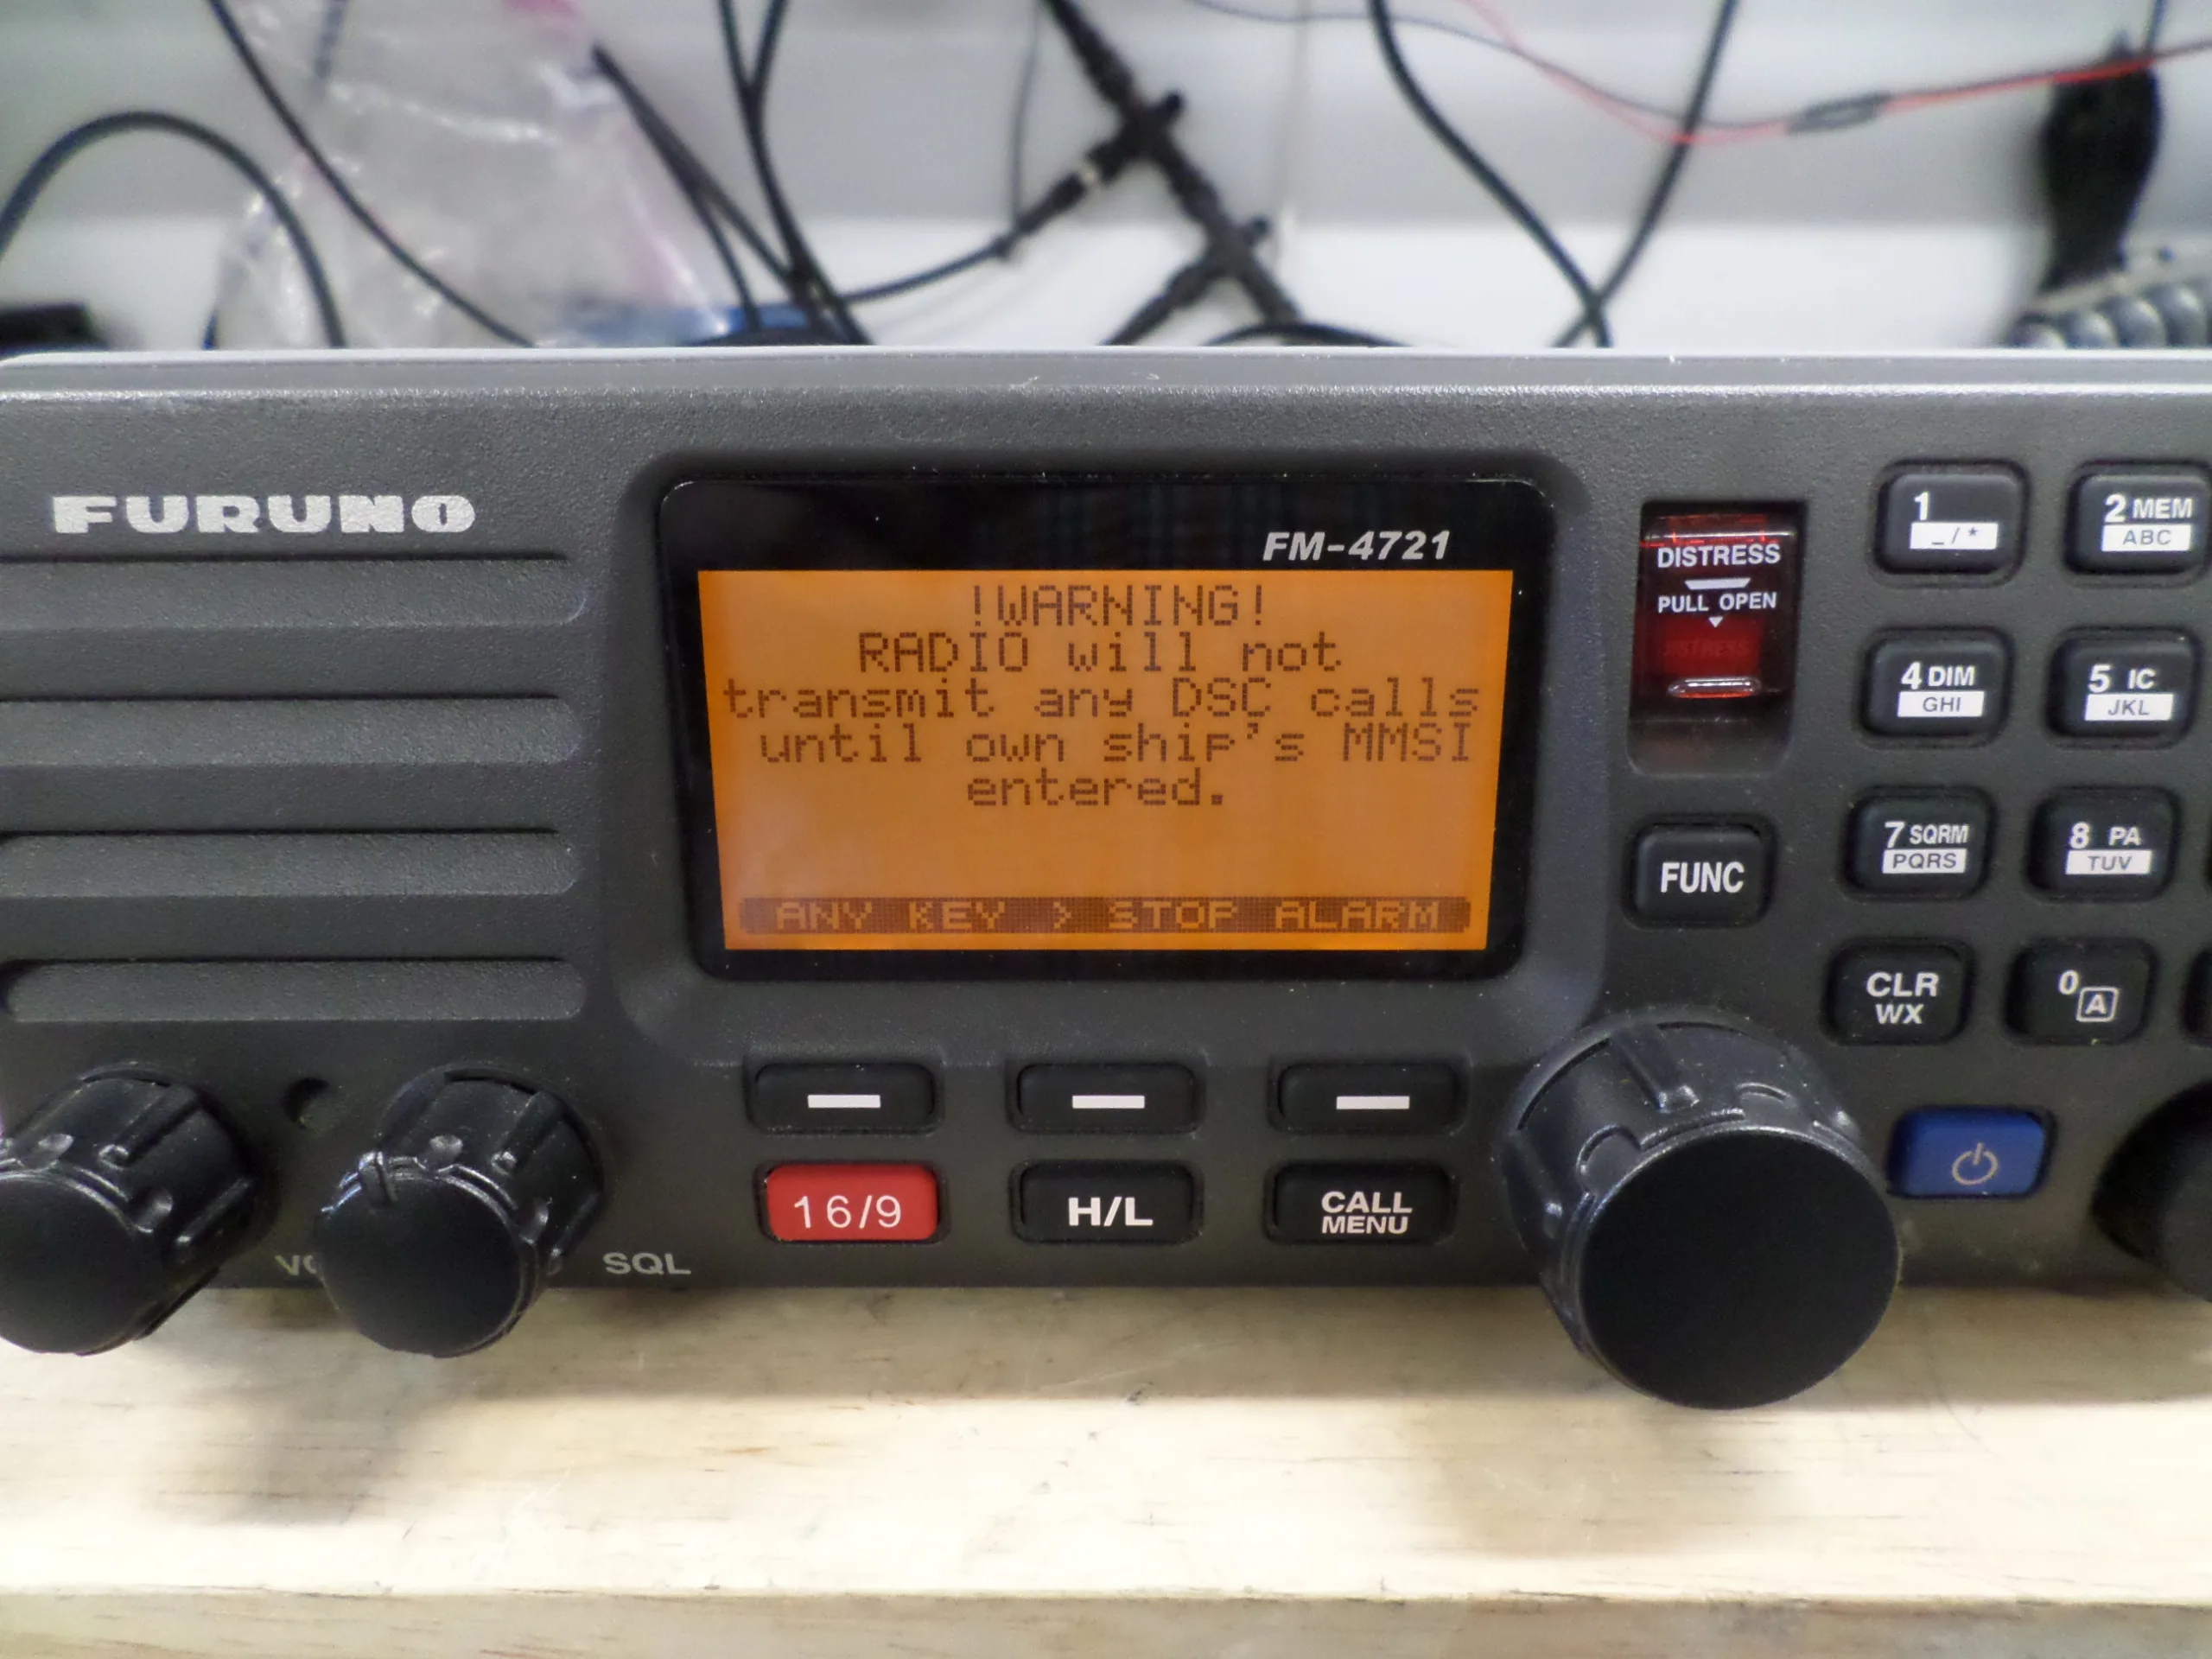 FURUNO
FM-4721
!WARNING!
RADIO will not
transmit any DSC calls
until own ship's MMSI
entered.
ANY KEY > STOP ALARM
DISTRESS
PULL OPEN
DISTRESS
1
_/*
2 MEM
ABC
4 DIM
GHI
5 IC
JKL
FUNC
7 SQRM
PQRS
8 PA
TUV
CLR
WX
0 A
16/9
H/L
CALL
MENU
SQL